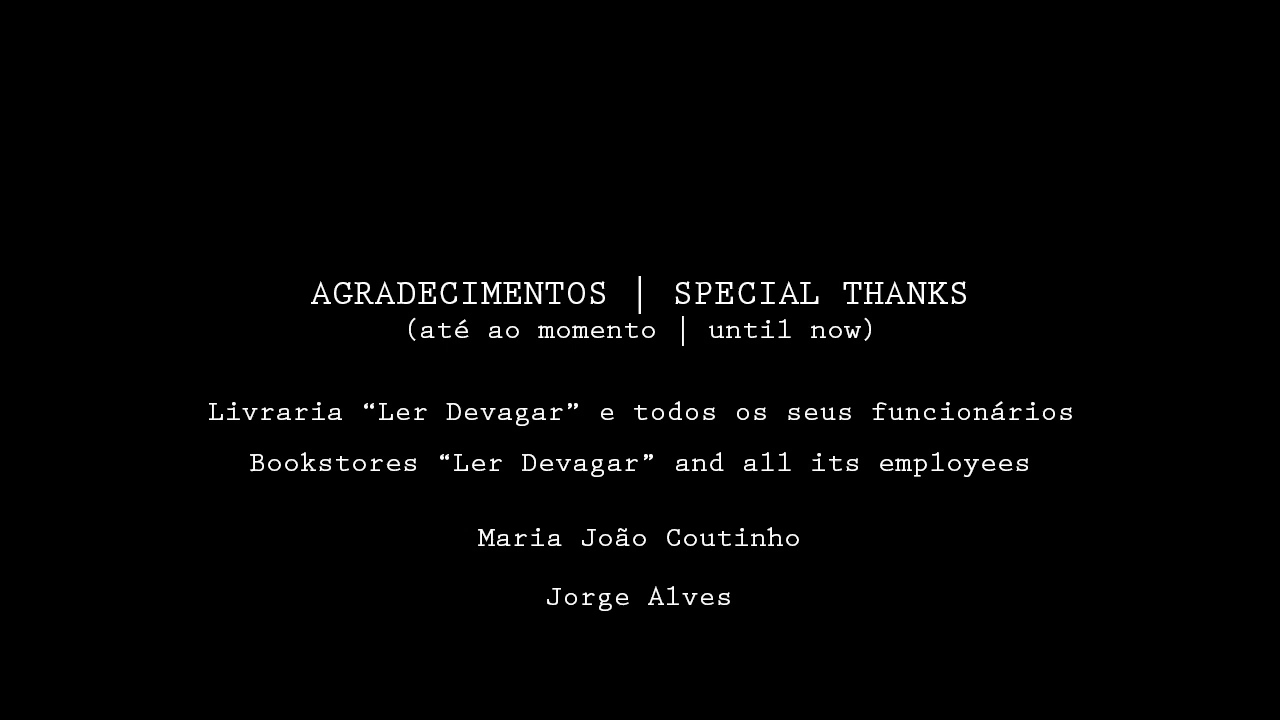 AGRADECIMENTOS | SPECIAL THANKS
(até ao momento | until now)
Livraria “Ler Devagar” e todos os seus funcionários
Bookstores “Ler Devagar” and all its employees
Maria João Coutinho
Jorge Alves